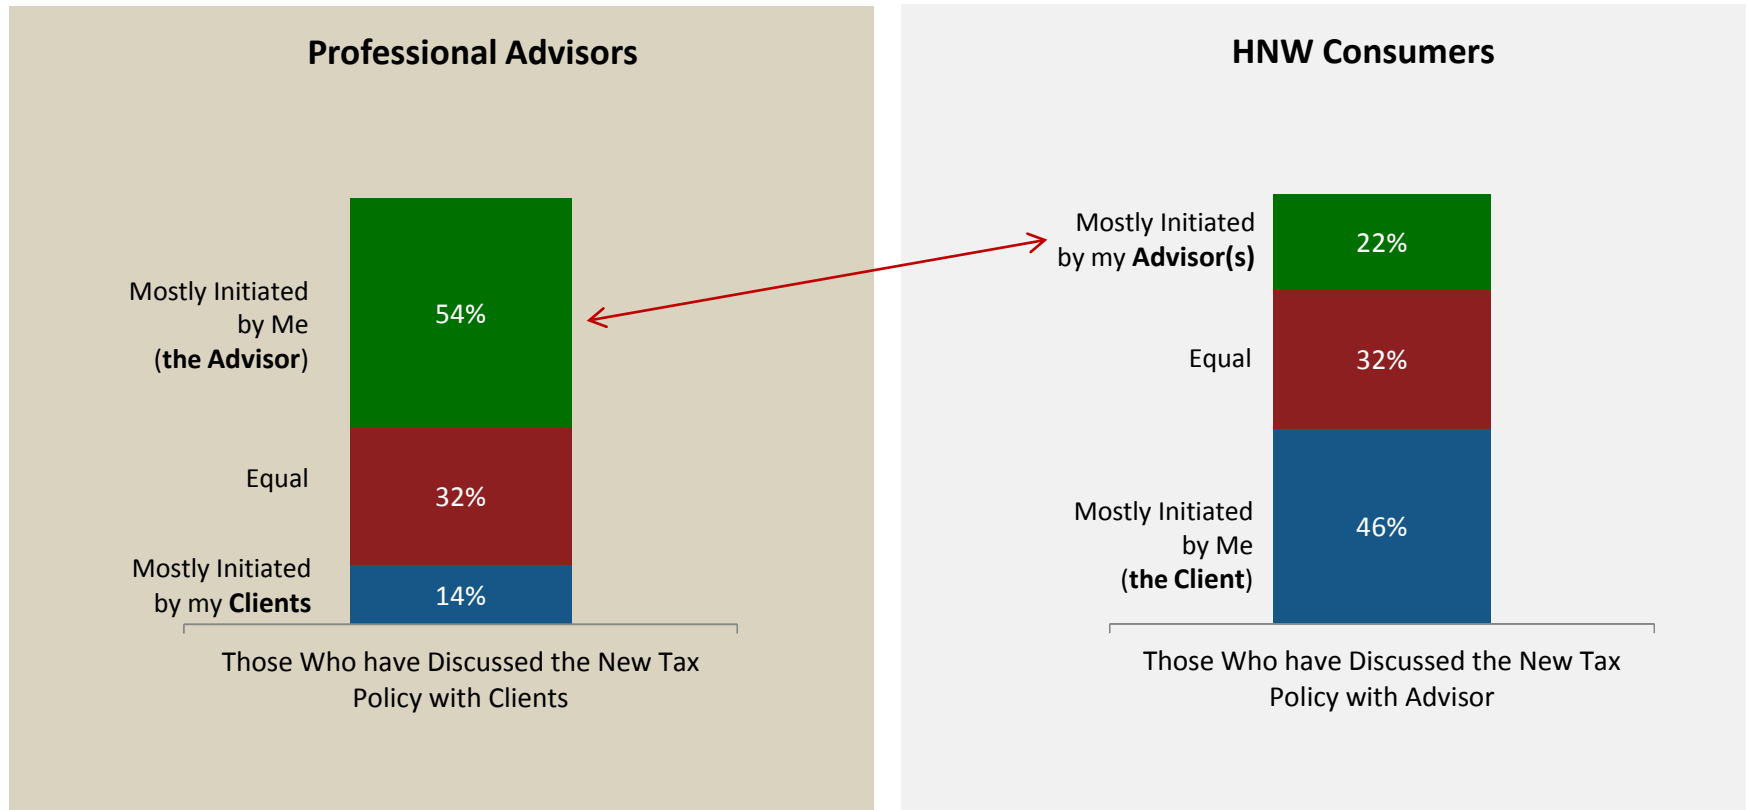 Professional Advisors
Mostly Initiated
by Me
(the Advisor)
54%
Equal
32%
Mostly Initiated
by my Clients
14%
Those Who have Discussed the New Tax
Policy with Clients
HNW Consumers
Mostly Initiated
by my Advisor(s)
22%
Equal
32%
Mostly Initiated
by Me
(the Client)
46%
Those Who have Discussed the New Tax
Policy with Advisor